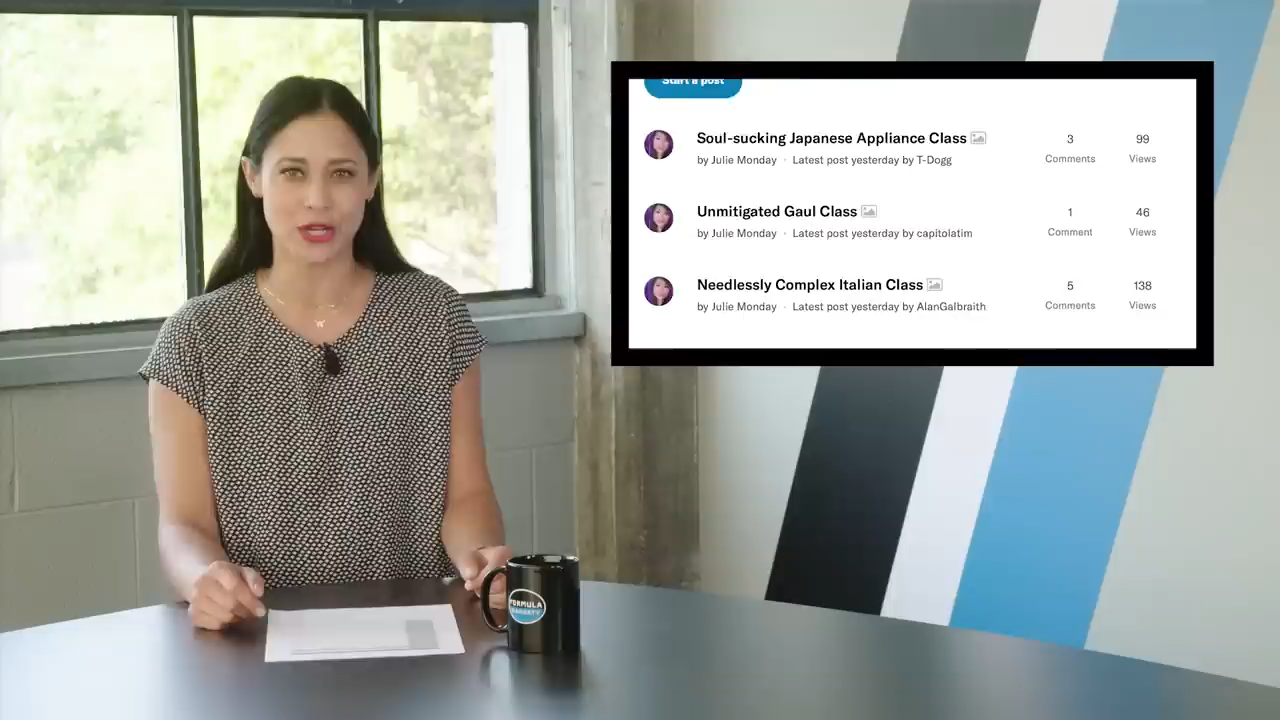 Start a post
Soul-sucking Japanese Appliance Class
3
99
by Julie Monday · Latest post yesterday by T-Dogg
Comments
Views
Unmitigated Gaul Class
1
46
by Julie Monday · Latest post yesterday by capitolatim
Comment
Views
Needlessly Complex Italian Class
5
138
by Julie Monday · Latest post yesterday by AlanGalbraith
Comments
Views
FORMULA